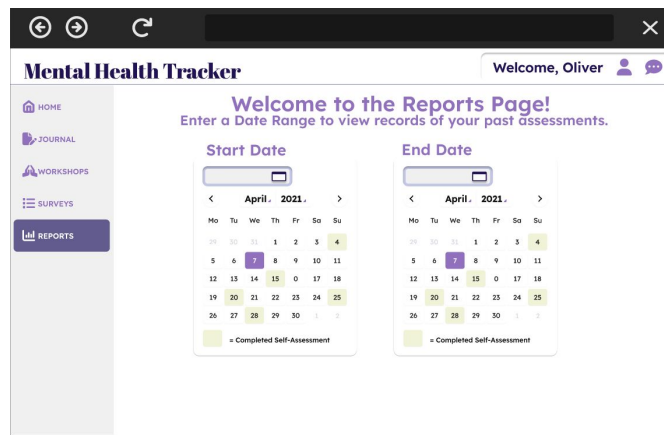 Mental Health Tracker
Welcome, Oliver
HOME
JOURNAL
WORKSHOPS
SURVEYS
REPORTS
Welcome to the Reports Page!
Enter a Date Range to view records of your past assessments.
Start Date
April 2021
Mo Tu We Th Fr Sa Su
29 30 31 1 2 3 4
5 6 7 8 9 10 11
12 13 14 15 0 17 18
19 20 21 22 23 24 25
26 27 28 29 30 1 2
= Completed Self-Assessment
End Date
April 2021
Mo Tu We Th Fr Sa Su
29 30 31 1 2 3 4
5 6 7 8 9 10 11
12 13 14 15 0 17 18
19 20 21 22 23 24 25
26 27 28 29 30 1 2
= Completed Self-Assessment